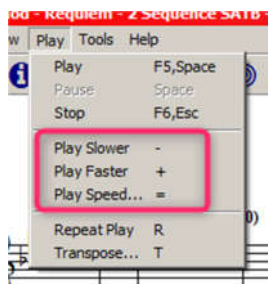 Requiem - 2 Sequence SATB -
w Play Tools Help
Play F5,Space
Pause Space
Stop F6,Esc
Play Slower -
Play Faster +
Play Speed... =
Repeat Play R
Transpose... T
0)